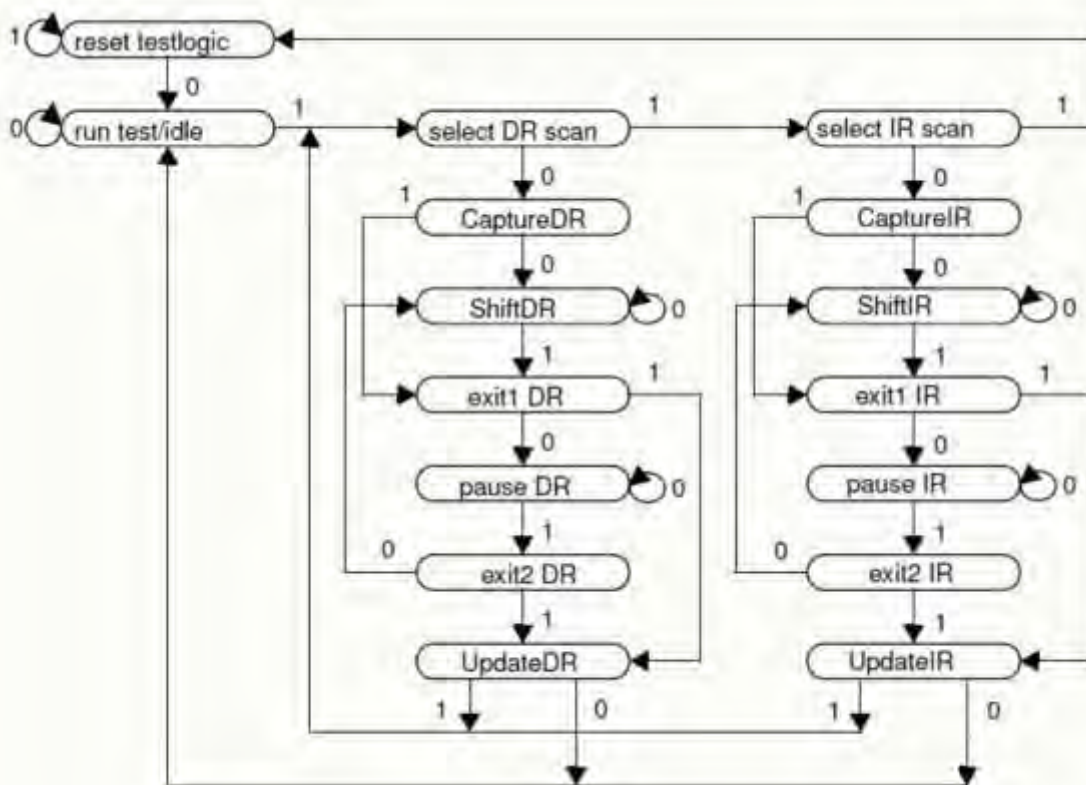 1
reset testlogic
0
0
run test/idle
1
select DR scan
1
select IR scan
1
0
0
1
CaptureDR
1
CaptureIR
0
0
ShiftDR
0
ShiftIR
0
1
1
exit1 DR
1
exit1 IR
1
0
0
pause DR
0
pause IR
0
1
1
0
exit2 DR
0
exit2 IR
1
1
UpdateDR
UpdateIR
1
0
1
0